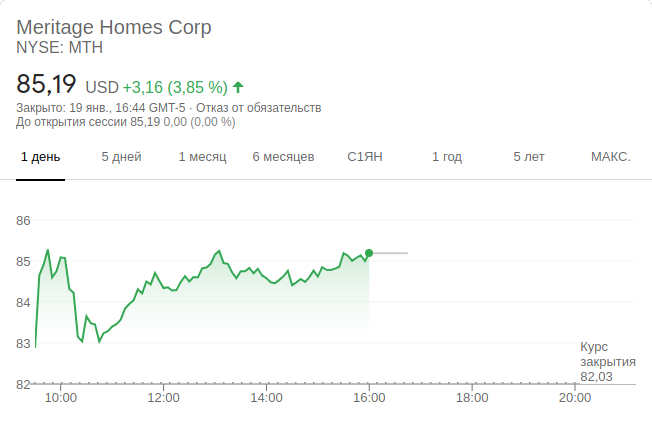 Meritage Homes Corp
NYSE: MTH
85,19 USD +3,16 (3,85 %)
Закрыто: 19 янв., 16:44 GMT-5 · Отказ от обязательств
До открытия сессии 85,19 0,00 (0,00 %)
1 день 5 дней 1 месяц 6 месяцев С1ЯН 1 год 5 лет МАКС.
86
85
84
83
Курс
закрытия
82,03
82
10:00 12:00 14:00 16:00 18:00 20:00